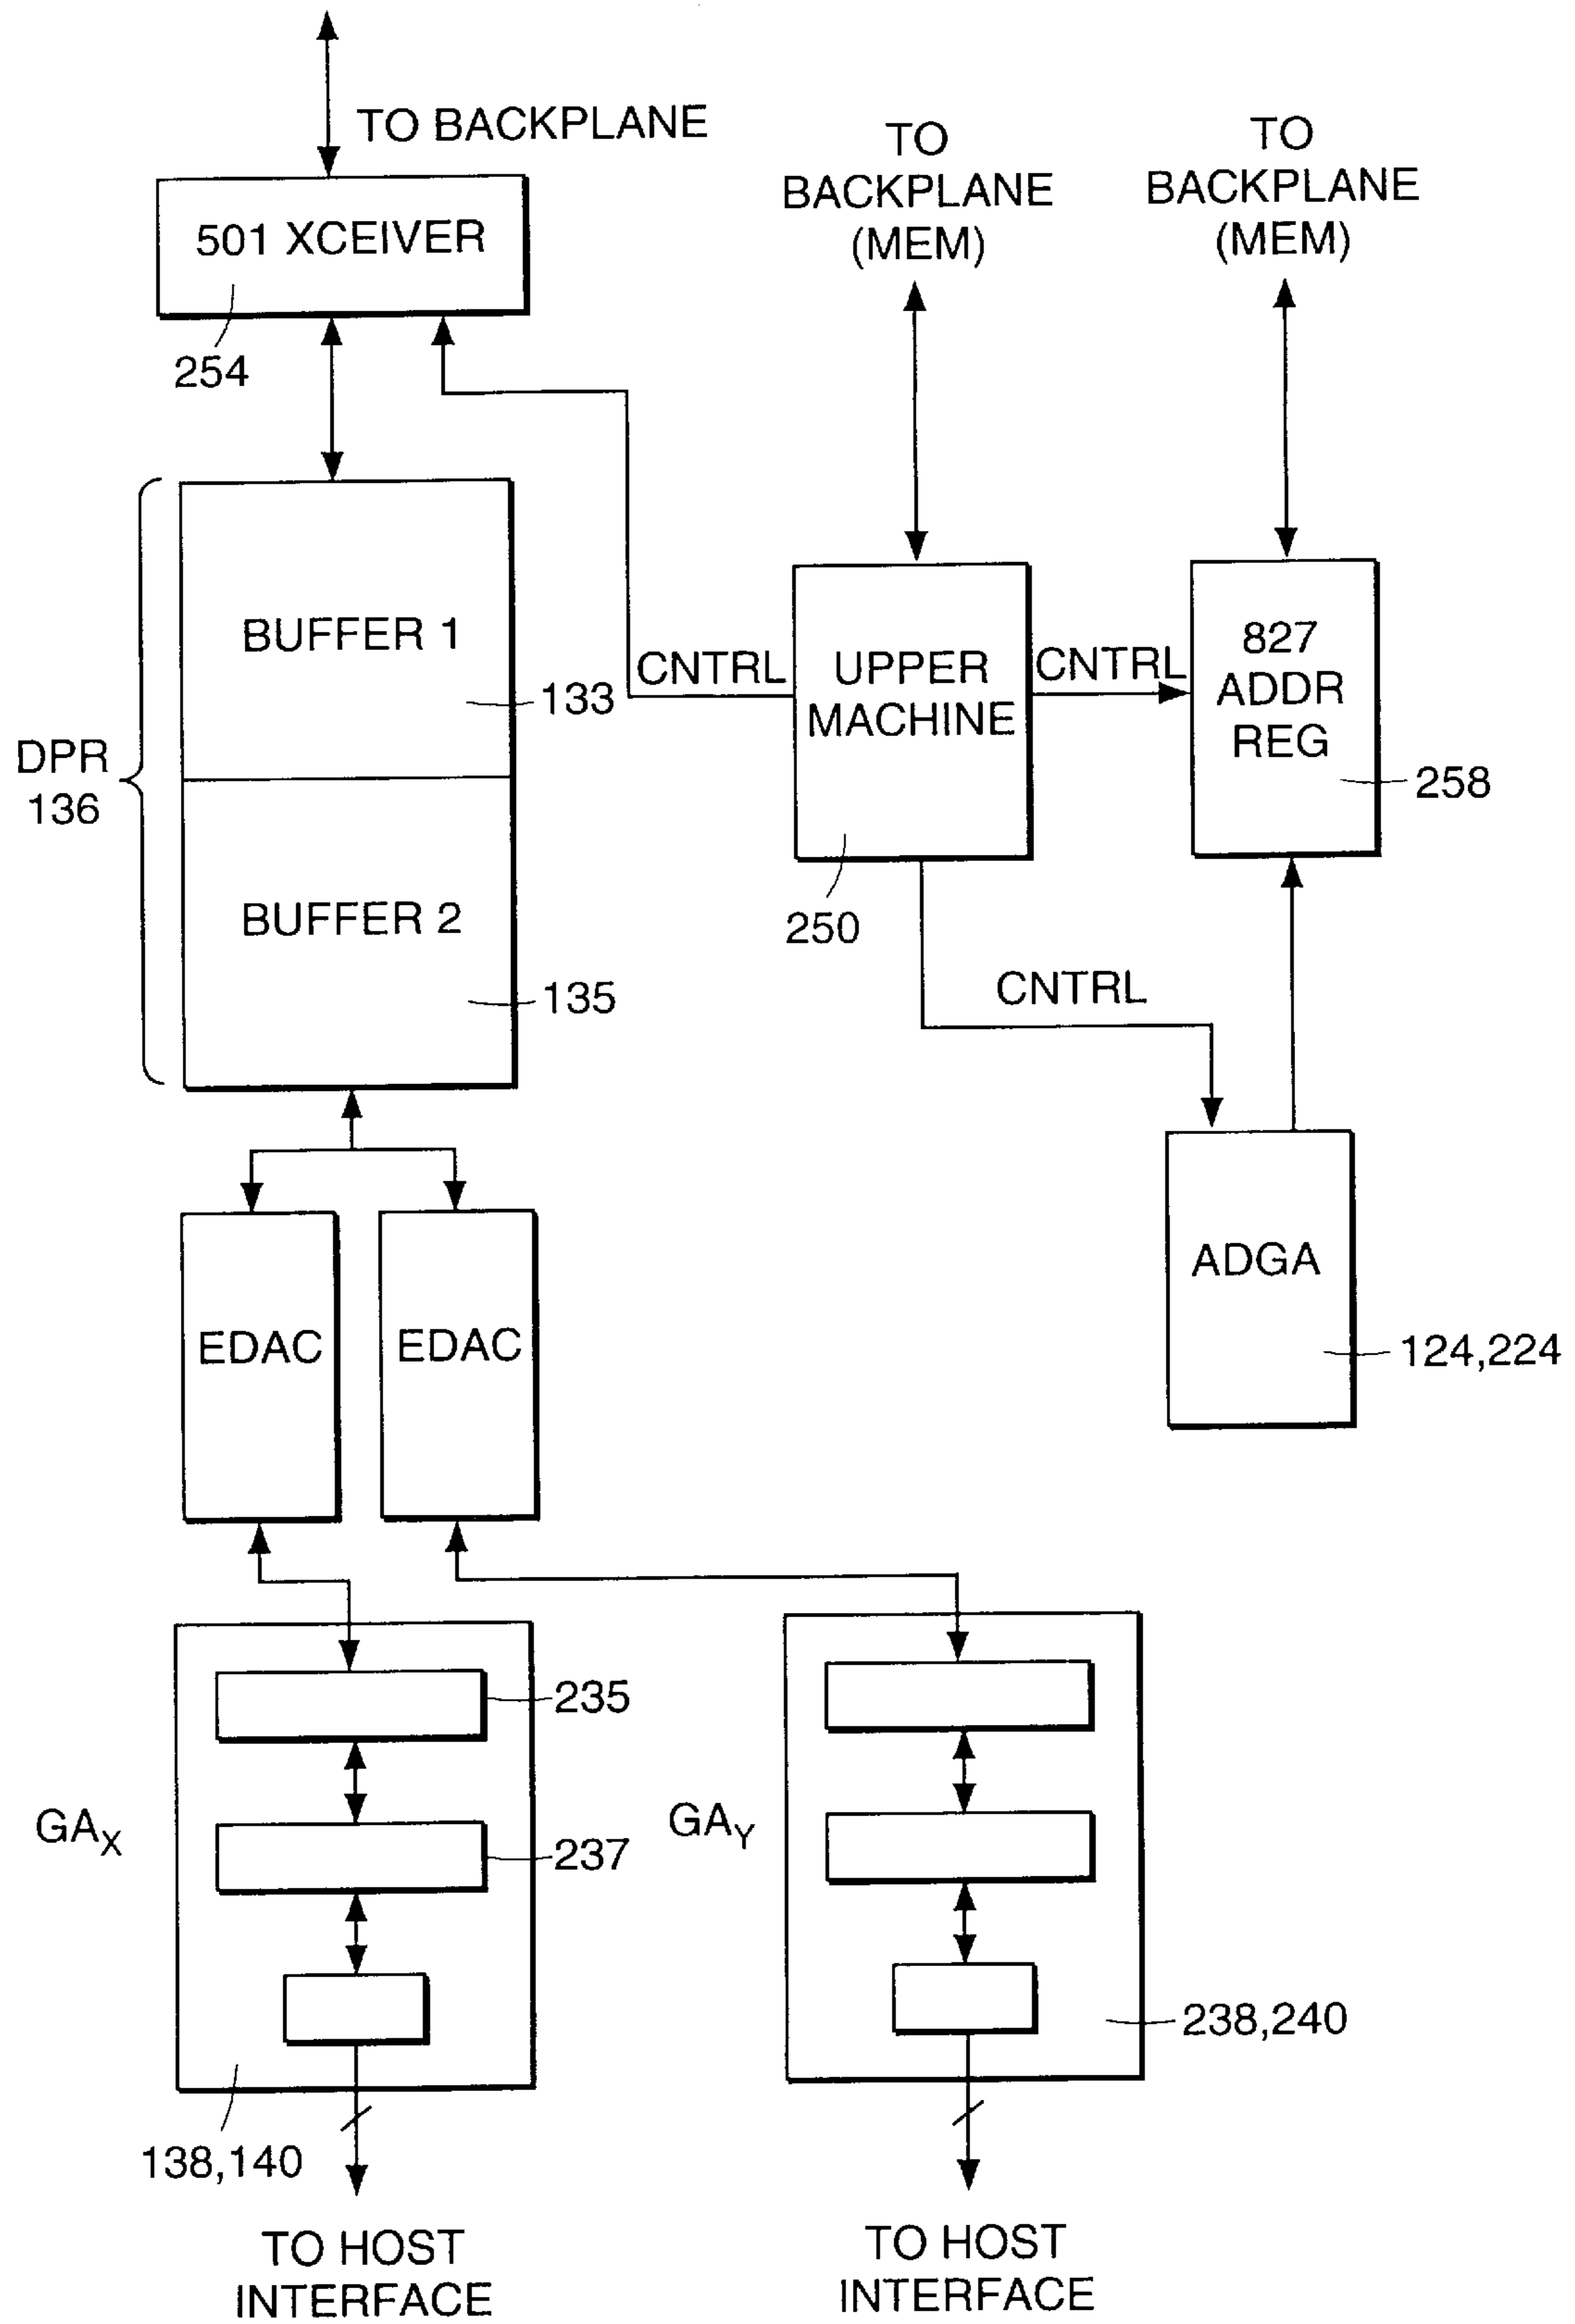 TO BACKPLANE
TO
BACKPLANE
(MEM)
TO
BACKPLANE
(MEM)
501 XCEIVER
254
BUFFER 1
133
DPR
136
BUFFER 2
135
CNTRL
UPPER
MACHINE
250
CNTRL
827
ADDR
REG
258
CNTRL
ADGA
124,224
EDAC
EDAC
235
GAX
237
138,140
GAY
238,240
TO HOST
INTERFACE
TO HOST
INTERFACE